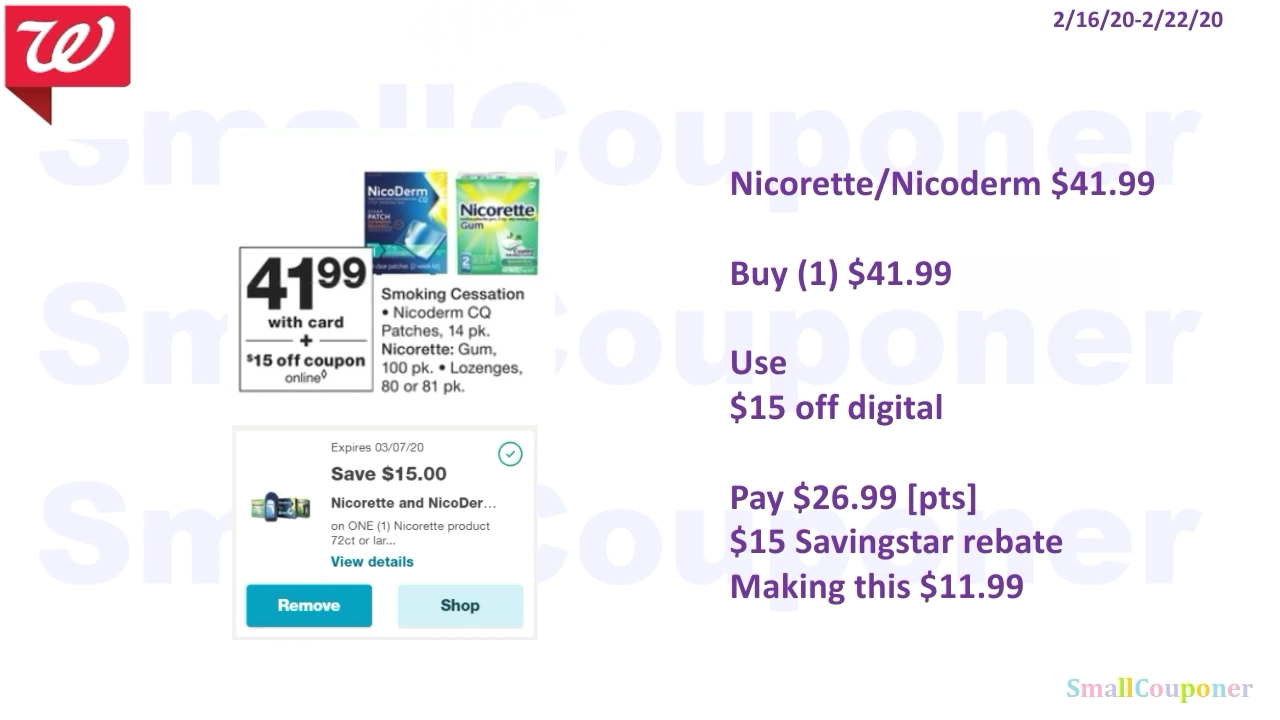 2/16/20-2/22/20
W
SmallCouponer
SmallCouponer
SmallCouponer
NicoDerm
CQ
PATCH
Nicorette
Gum
41⁹⁹
with card
+
$15 off coupon
online◊
Smoking Cessation
• Nicoderm CQ
Patches, 14 pk.
Nicorette: Gum,
100 pk. • Lozenges,
80 or 81 pk.
Expires 03/07/20
Save $15.00
Nicorette and NicoDer...
on ONE (1) Nicorette product
72ct or lar...
View details
Remove
Shop
Nicorette/Nicoderm $41.99
Buy (1) $41.99
Use
$15 off digital
Pay $26.99 [pts]
$15 Savingstar rebate
Making this $11.99
SmallCouponer